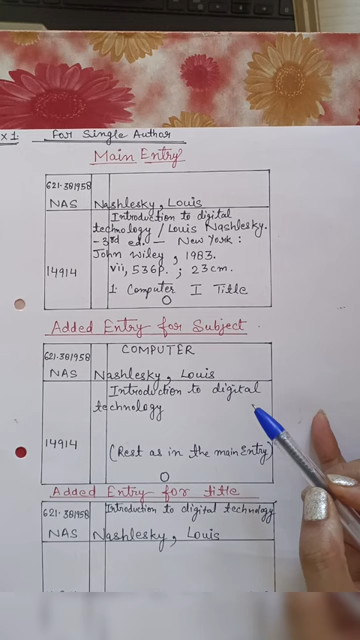 x 1. For Single Author
Main Entry
621.381958
NAS Nashlesky, Louis
Introduction to digital
technology / Louis Nashlesky.
- 3rd ed. - New York :
John Wiley, 1983.
14914 vii, 536p. ; 23cm.
1. Computer I Title
Added Entry for Subject
621.381958 COMPUTER
NAS Nashlesky, Louis
Introduction to digital
technology
14914 (Rest as in the main Entry)
Added Entry for title
621.381958 Introduction to digital technology
NAS Nashlesky, Louis